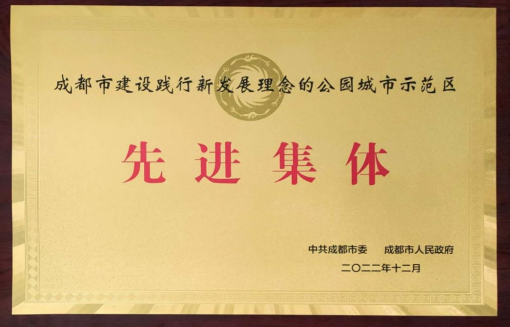 成都市建设践行新发展理念的公园城市示范区
先进集体
中共成都市委 成都市人民政府
二〇二二年十二月